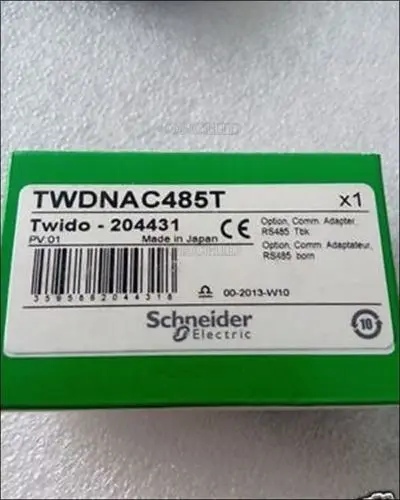 TWDNAC485T
x1
Twido - 204431
PV:01
Made in Japan
CE
Option, Comm. Adapter,
RS485 Tbk
Option, Comm. Adaptateur,
RS485 born
3595862044318
00-2013-W10
Schneider
Electric
10